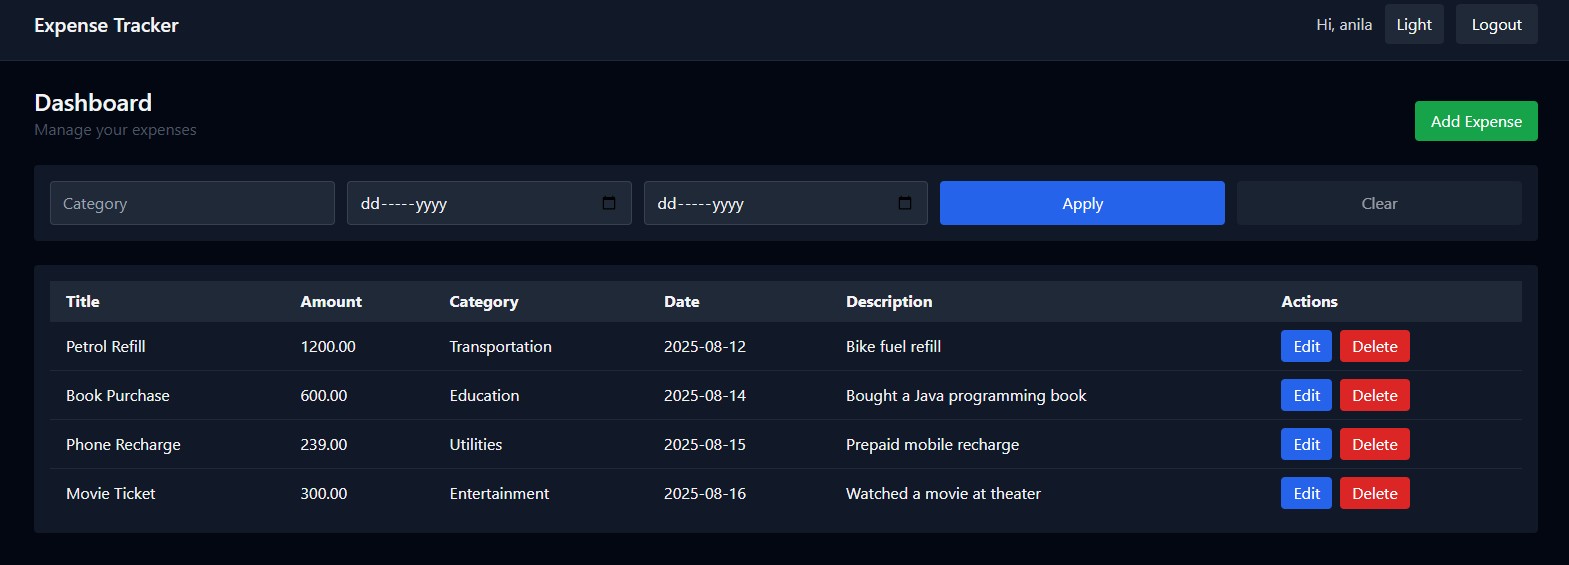 Expense Tracker Hi, anila Light Logout
Dashboard
Manage your expenses
Add Expense
Category dd-----yyyy dd-----yyyy Apply Clear
Title Amount Category Date Description Actions
Petrol Refill 1200.00 Transportation 2025-08-12 Bike fuel refill Edit Delete
Book Purchase 600.00 Education 2025-08-14 Bought a Java programming book Edit Delete
Phone Recharge 239.00 Utilities 2025-08-15 Prepaid mobile recharge Edit Delete
Movie Ticket 300.00 Entertainment 2025-08-16 Watched a movie at theater Edit Delete